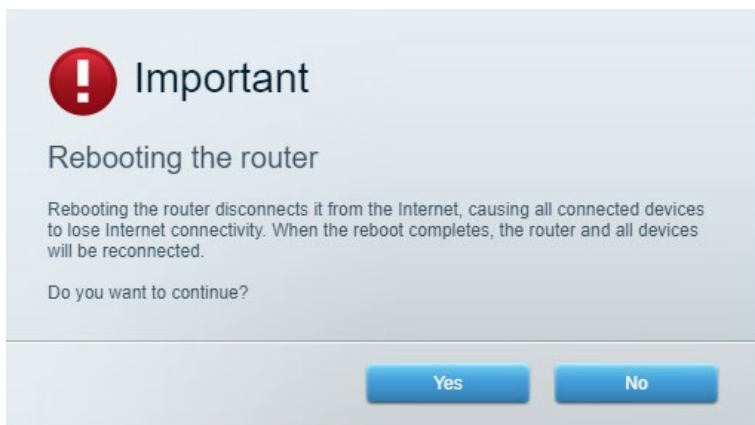 Important
Rebooting the router
Rebooting the router disconnects it from the Internet, causing all connected devices
to lose Internet connectivity. When the reboot completes, the router and all devices
will be reconnected.
Do you want to continue?
Yes No